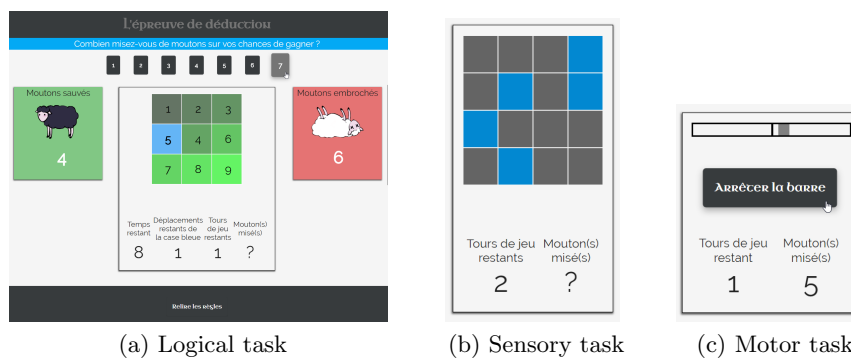 L'épreuve de déduction
Combien misez-vous de moutons sur vos chances de gagner ?
1 2 3 4 5 6 7
Moutons sauvés
4
1 2 3
5 4 6
7 8 9
Temps restant
Déplacements restants de la case bleue
Tours de jeu restants
Mouton(s) misé(s)
8 1 1 ?
Moutons embrochés
6
Relire les règles
(a) Logical task
Tours de jeu restants
Mouton(s) misé(s)
2 ?
(b) Sensory task
Arrêter la barre
Tours de jeu restant
Mouton(s) misé(s)
1 5
(c) Motor task